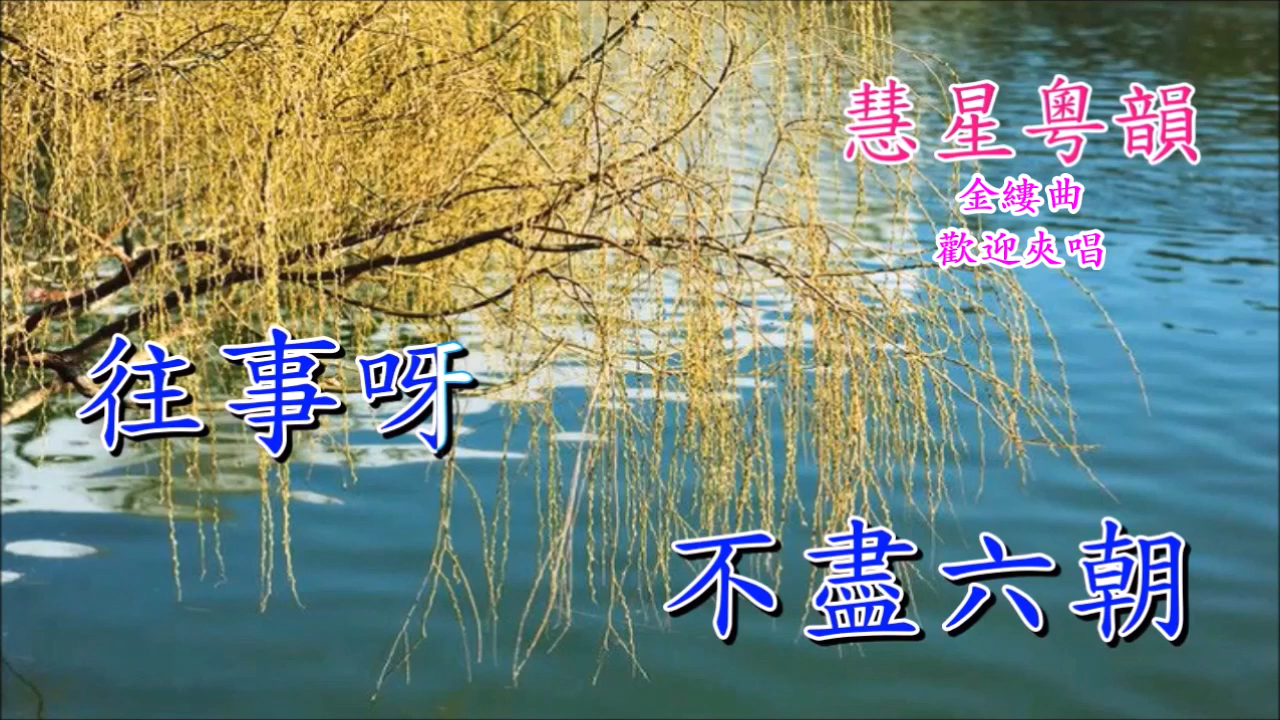 慧星粵韻
金縷曲
歡迎夾唱
往事呀
不盡六朝